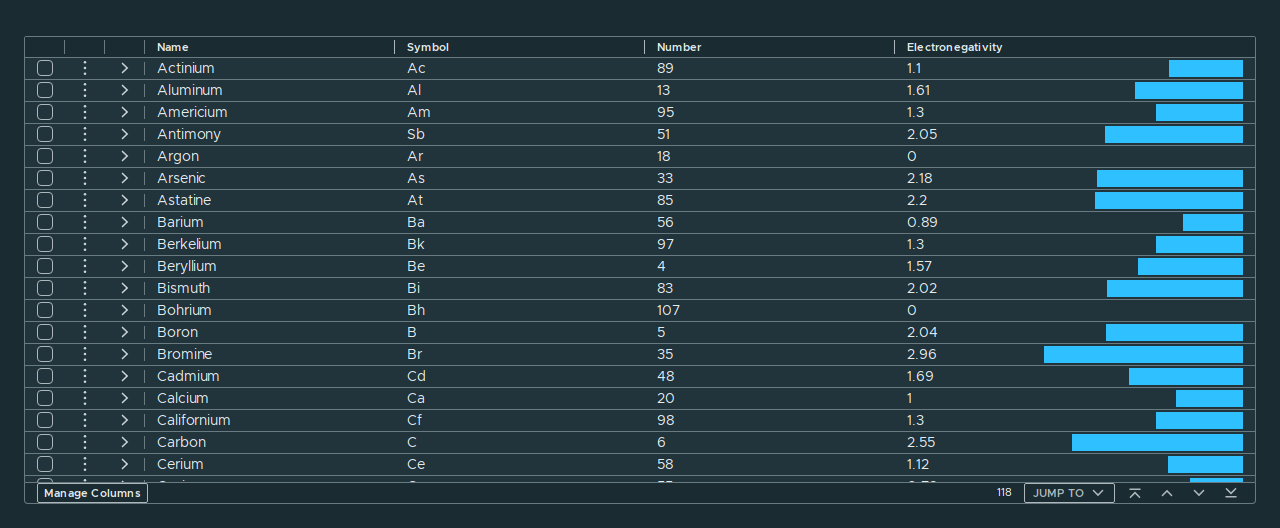 Name Symbol Number Electronegativity
Actinium Ac 89 1.1
Aluminum Al 13 1.61
Americium Am 95 1.3
Antimony Sb 51 2.05
Argon Ar 18 0
Arsenic As 33 2.18
Astatine At 85 2.2
Barium Ba 56 0.89
Berkelium Bk 97 1.3
Beryllium Be 4 1.57
Bismuth Bi 83 2.02
Bohrium Bh 107 0
Boron B 5 2.04
Bromine Br 35 2.96
Cadmium Cd 48 1.69
Calcium Ca 20 1
Californium Cf 98 1.3
Carbon C 6 2.55
Cerium Ce 58 1.12
Manage Columns 118 JUMP TO